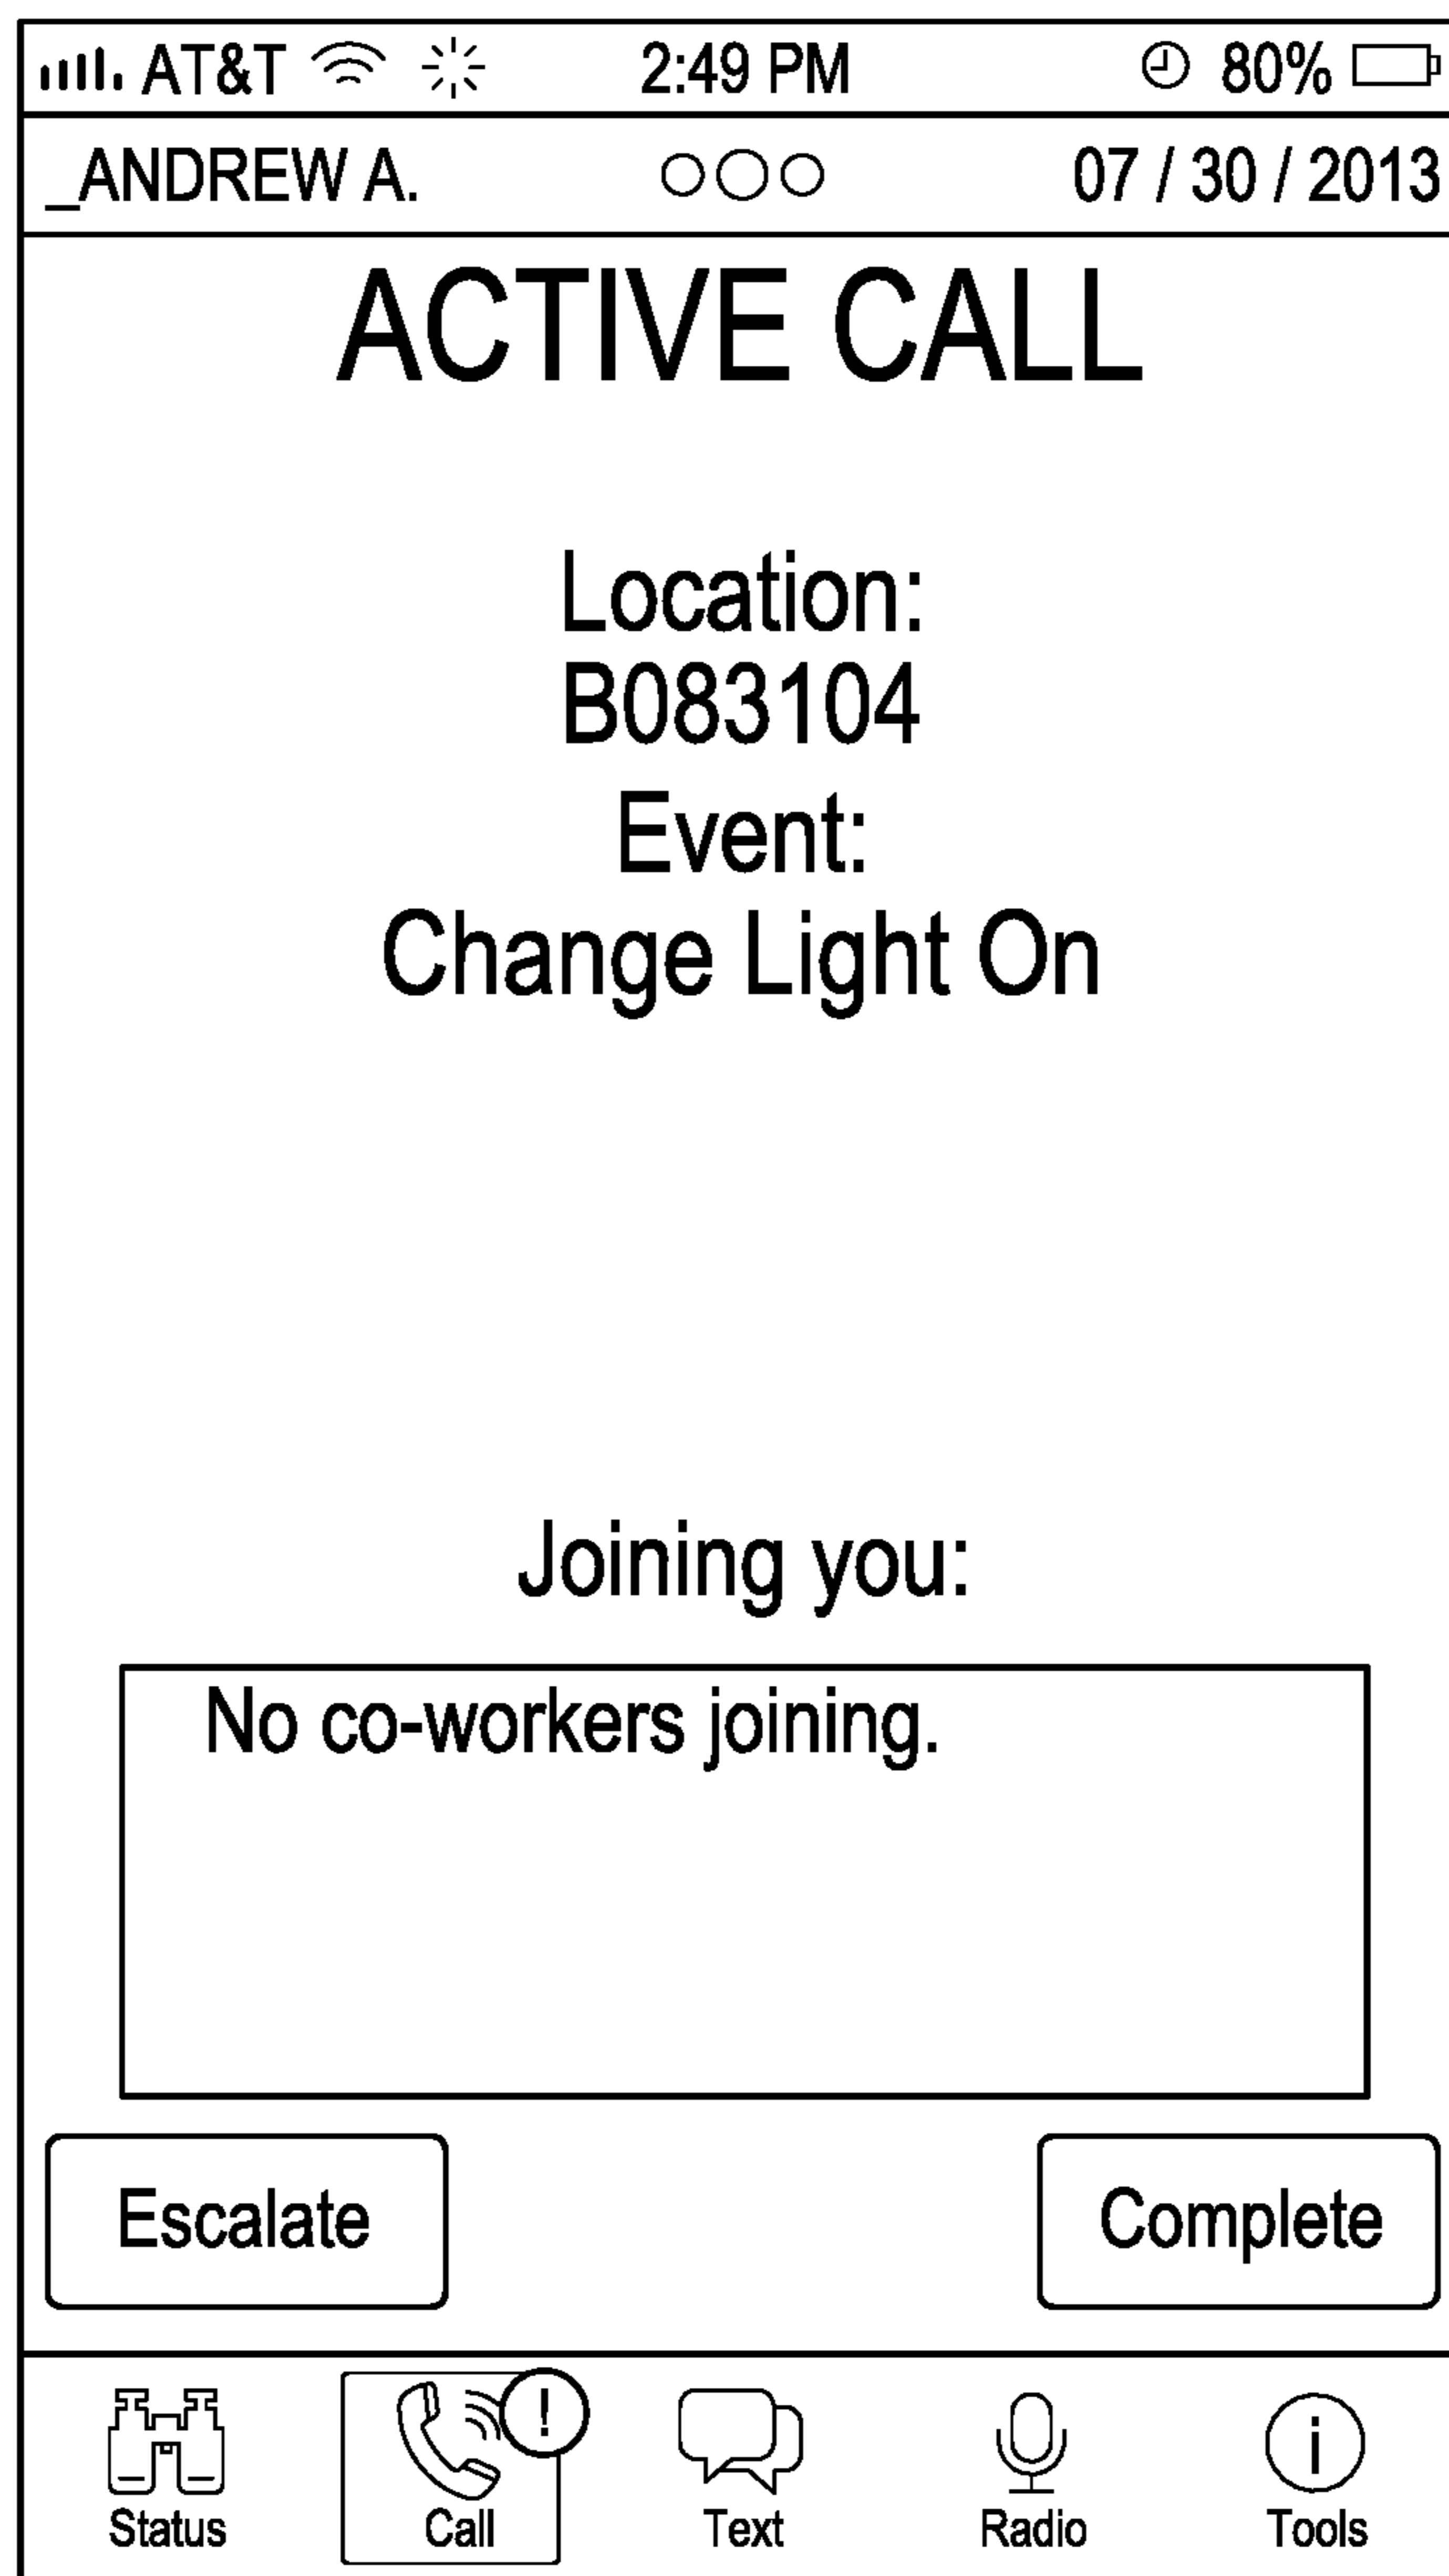 AT&T 2:49 PM 80%
_ANDREW A. 07 / 30 / 2013
ACTIVE CALL
Location:
B083104
Event:
Change Light On
Joining you:
No co-workers joining.
Escalate Complete
!
i
Status Call Text Radio Tools